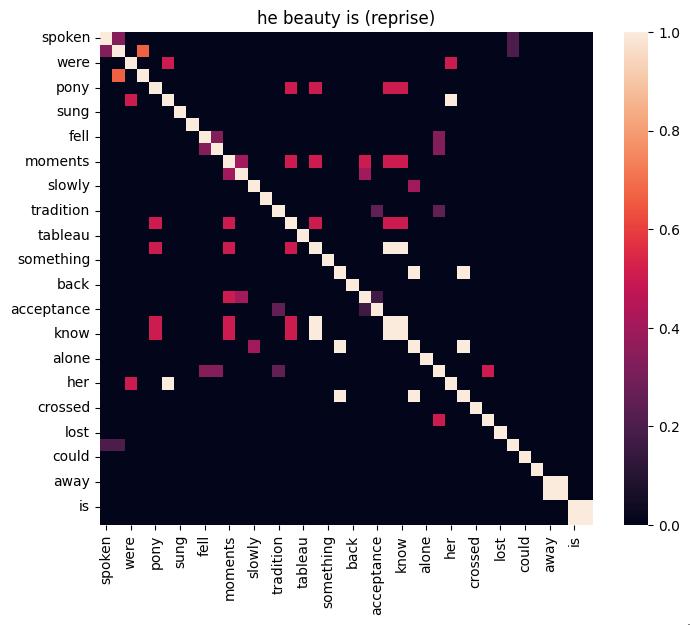 he beauty is (reprise)
spoken
were
pony
sung
fell
moments
slowly
tradition
tableau
something
back
acceptance
know
alone
her
crossed
lost
could
away
is
1.0
0.8
0.6
0.4
0.2
0.0
spoken were pony sung fell moments slowly tradition tableau something back acceptance know alone her crossed lost could away is